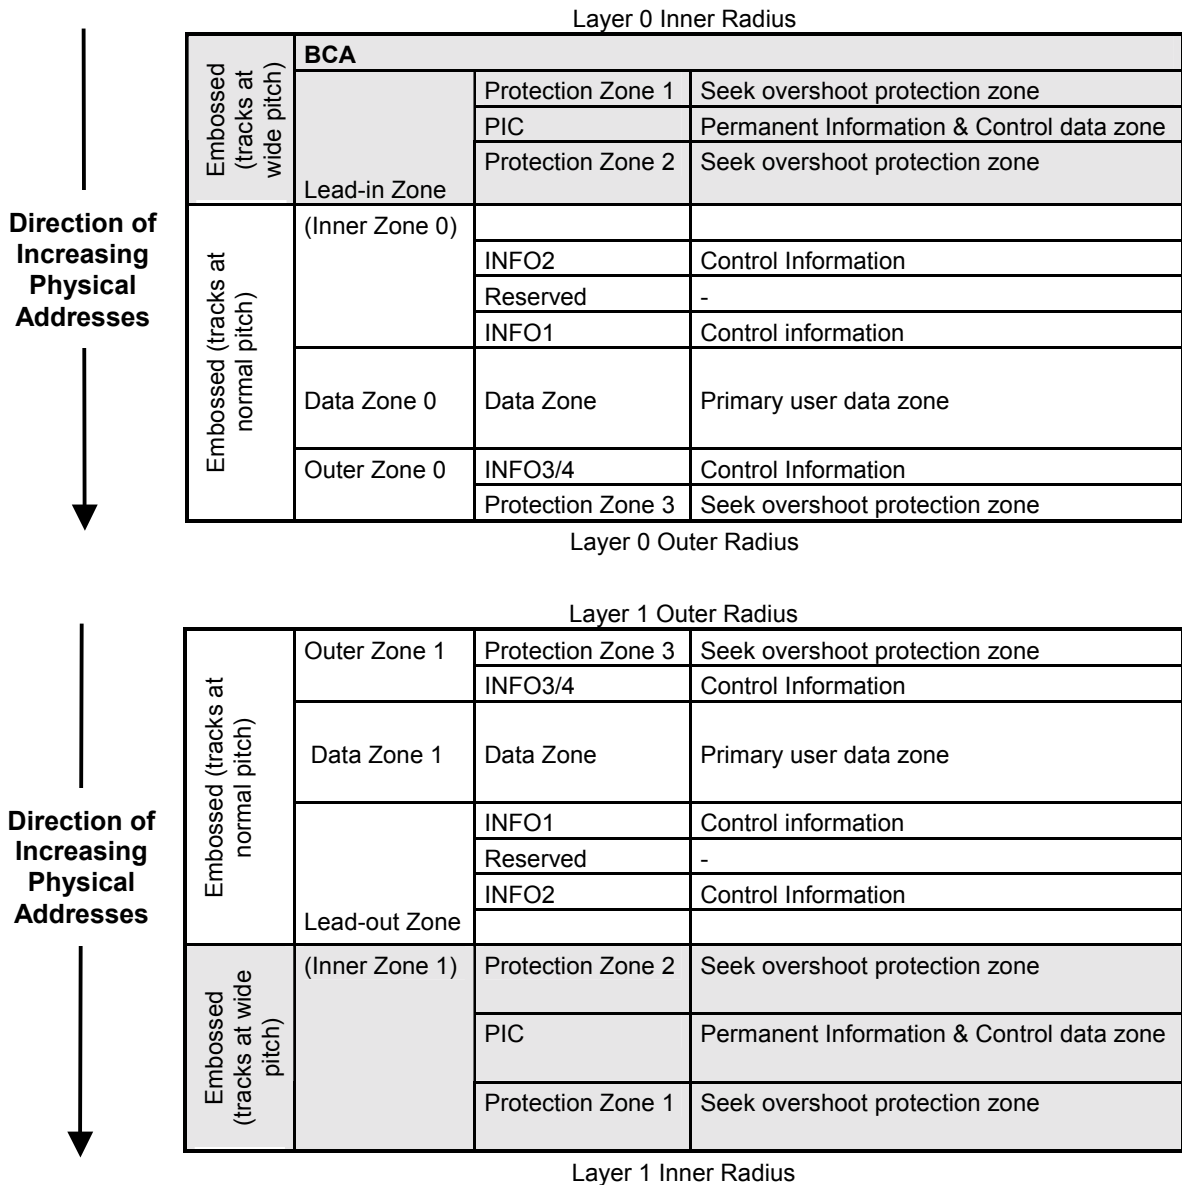 Layer 0 Inner Radius
Direction of
Increasing
Physical
Addresses
Embossed
(tracks at
wide pitch)
BCA
Protection Zone 1 Seek overshoot protection zone
PIC Permanent Information & Control data zone
Protection Zone 2 Seek overshoot protection zone
Lead-in Zone
Embossed (tracks at
normal pitch)
(Inner Zone 0)
INFO2 Control Information
Reserved -
INFO1 Control information
Data Zone 0 Data Zone Primary user data zone
Outer Zone 0 INFO3/4 Control Information
Protection Zone 3 Seek overshoot protection zone
Layer 0 Outer Radius
Layer 1 Outer Radius
Direction of
Increasing
Physical
Addresses
Embossed (tracks at
normal pitch)
Outer Zone 1 Protection Zone 3 Seek overshoot protection zone
INFO3/4 Control Information
Data Zone 1 Data Zone Primary user data zone
INFO1 Control information
Reserved -
INFO2 Control Information
Lead-out Zone
Embossed
(tracks at wide
pitch)
(Inner Zone 1) Protection Zone 2 Seek overshoot protection zone
PIC Permanent Information & Control data zone
Protection Zone 1 Seek overshoot protection zone
Layer 1 Inner Radius